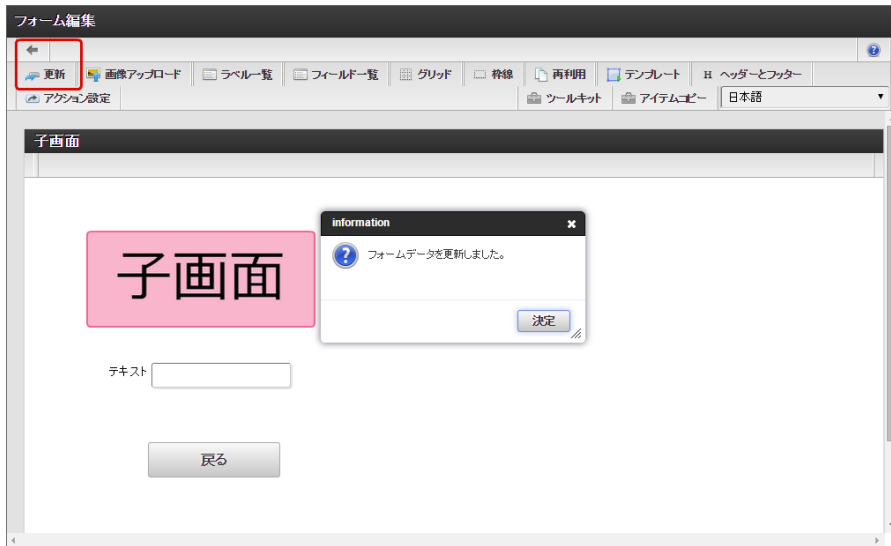 フォーム編集
更新 画像アップロード ラベル一覧 フィールド一覧 グリッド 枠線 再利用 テンプレート H ヘッダーとフッター
アクション設定 ツールキット アイテムコピー 日本語
子画面
information
フォームデータを更新しました。
子画面
決定
テキスト
戻る